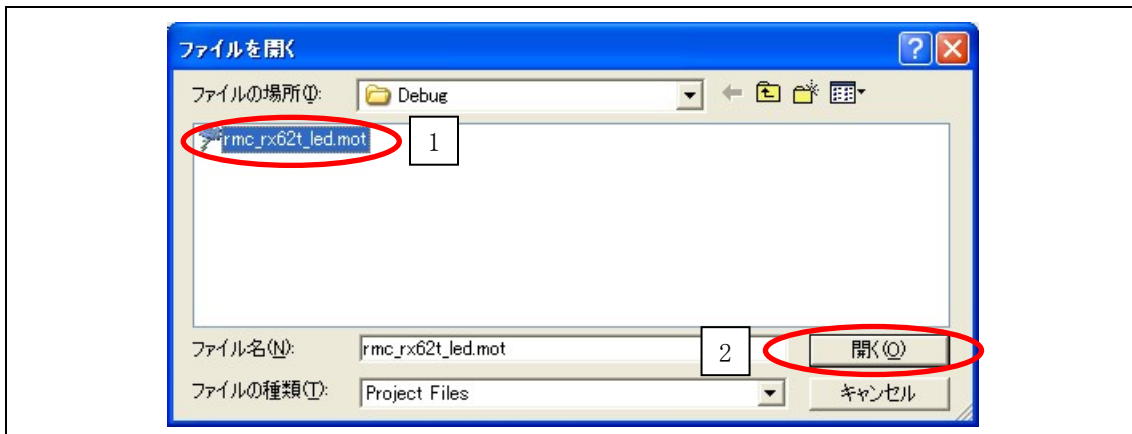 ファイルを開く
ファイルの場所(I): Debug
rmc_rx62t_led.mot 1
ファイル名(N): rmc_rx62t_led.mot 2 開く(O)
ファイルの種類(T): Project Files キャンセル